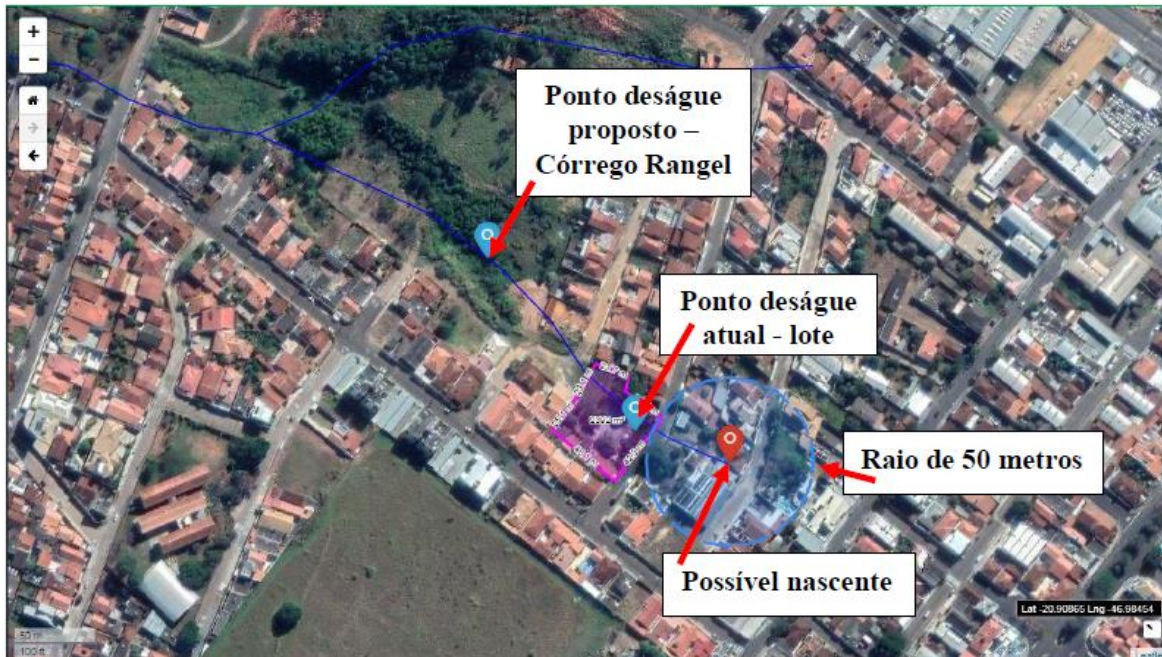 +
−
Ponto deságue
proposto –
Córrego Rangel
Ponto deságue
atual - lote
Raio de 50 metros
Possível nascente
Lat -20.90865 Lng -46.98454
50 m
100 ft